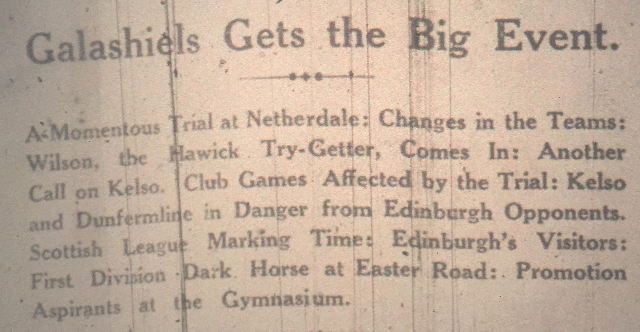 Galashiels Gets the Big Event.
A Momentous Trial at Netherdale: Changes in the Teams:
Wilson, the Hawick Try-Getter, Comes In: Another
Call on Kelso. Club Games Affected by the Trial: Kelso
and Dunfermline in Danger from Edinburgh Opponents.
Scottish League Marking Time: Edinburgh's Visitors:
First Division Dark Horse at Easter Road: Promotion
Aspirants at the Gymnasium.